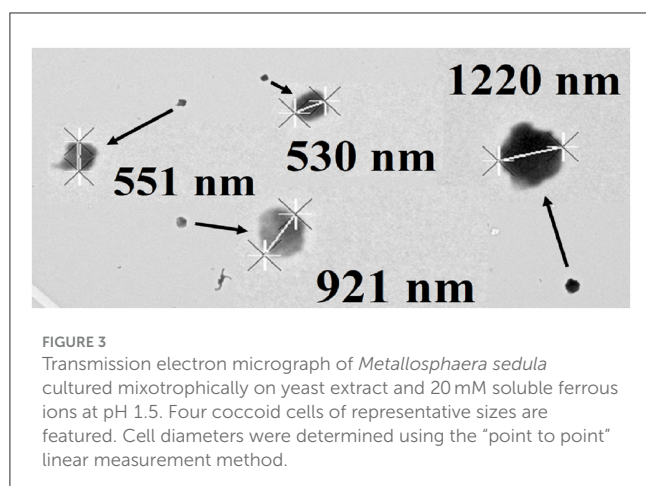 1220 nm
530 nm
551 nm
921 nm
FIGURE 3
Transmission electron micrograph of Metallosphaera sedula
cultured mixotrophically on yeast extract and 20 mM soluble ferrous
ions at pH 1.5. Four coccoid cells of representative sizes are
featured. Cell diameters were determined using the “point to point”
linear measurement method.